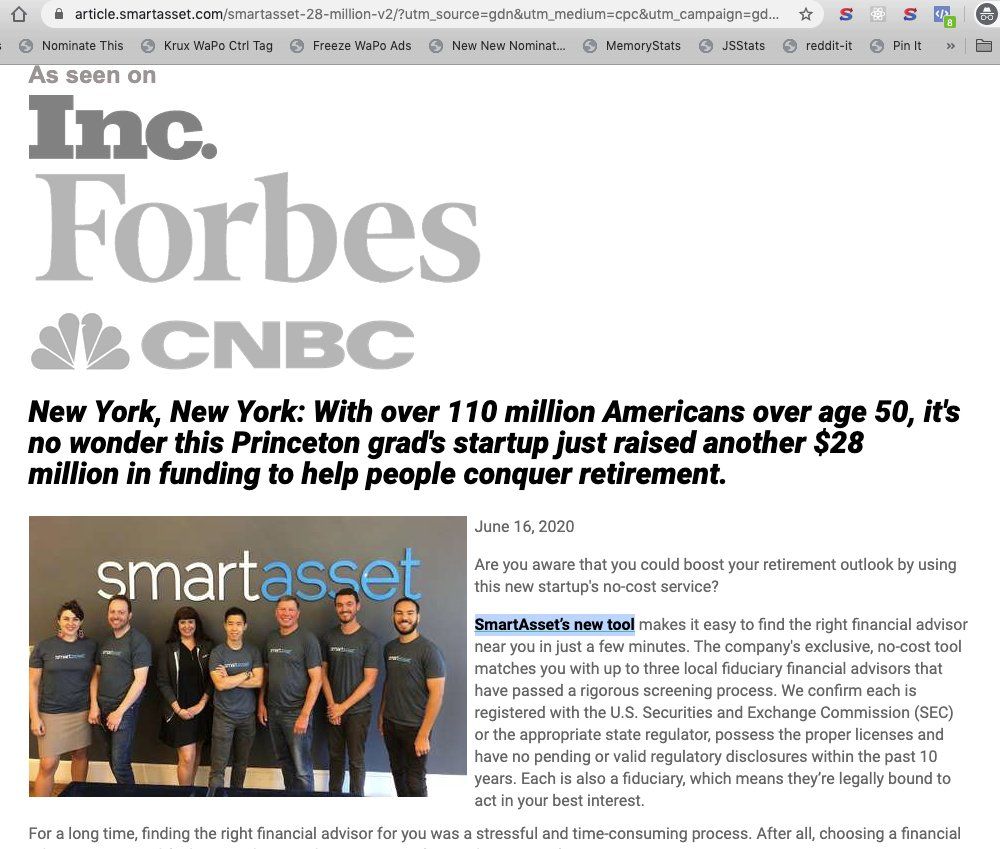 article.smartasset.com/smartasset-28-million-v2/?utm_source=gdn&utm_medium=cpc&utm_campaign=gd...
8
s Nominate This Krux WaPo Ctrl Tag Freeze WaPo Ads New New Nominat... MemoryStats JSStats reddit-it Pin It »
As seen on
Inc.
Forbes
CNBC
New York, New York: With over 110 million Americans over age 50, it's
no wonder this Princeton grad's startup just raised another $28
million in funding to help people conquer retirement.
smartasset
June 16, 2020
Are you aware that you could boost your retirement outlook by using
this new startup's no-cost service?
SmartAsset’s new tool makes it easy to find the right financial advisor
near you in just a few minutes. The company's exclusive, no-cost tool
matches you with up to three local fiduciary financial advisors that
have passed a rigorous screening process. We confirm each is
registered with the U.S. Securities and Exchange Commission (SEC)
or the appropriate state regulator, possess the proper licenses and
have no pending or valid regulatory disclosures within the past 10
years. Each is also a fiduciary, which means they’re legally bound to
act in your best interest.
For a long time, finding the right financial advisor for you was a stressful and time-consuming process. After all, choosing a financial